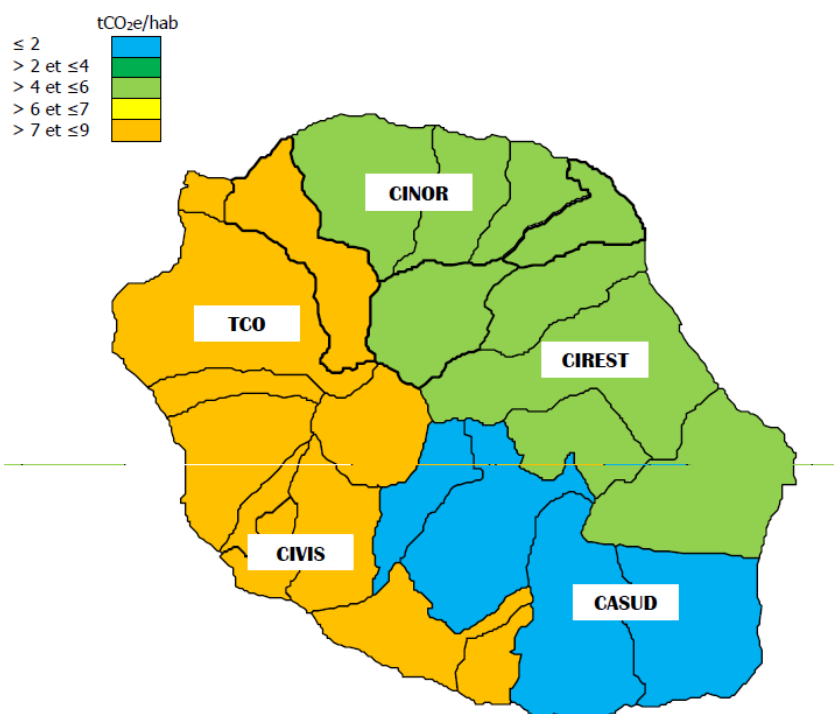 tCO₂e/hab
≤ 2
> 2 et ≤4
> 4 et ≤6
> 6 et ≤7
> 7 et ≤9
CINOR
TCO
CIREST
CIVIS
CASUD